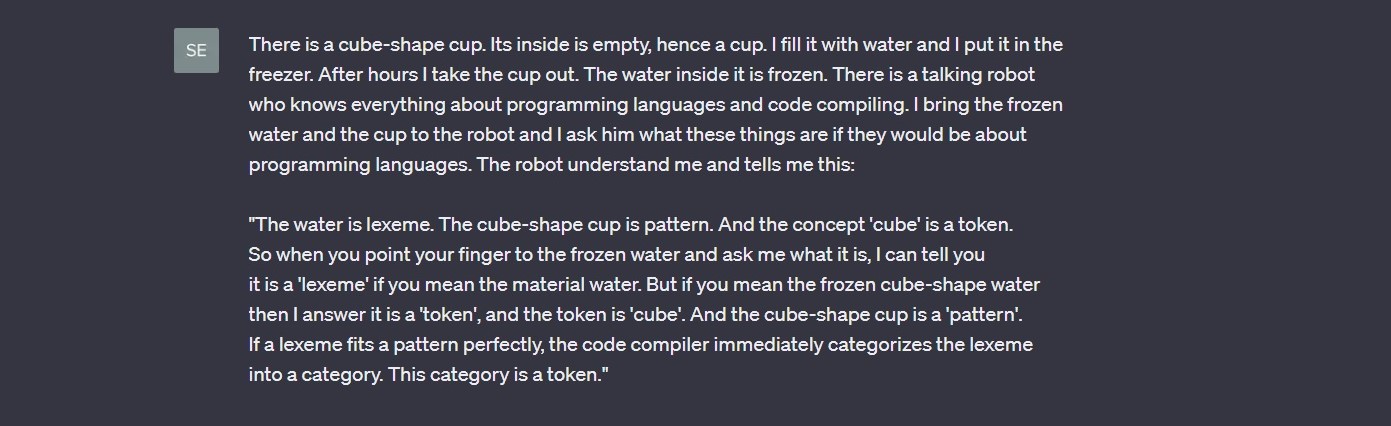 SE
There is a cube-shape cup. Its inside is empty, hence a cup. I fill it with water and I put it in the
freezer. After hours I take the cup out. The water inside it is frozen. There is a talking robot
who knows everything about programming languages and code compiling. I bring the frozen
water and the cup to the robot and I ask him what these things are if they would be about
programming languages. The robot understand me and tells me this:
"The water is lexeme. The cube-shape cup is pattern. And the concept 'cube' is a token.
So when you point your finger to the frozen water and ask me what it is, I can tell you
it is a 'lexeme' if you mean the material water. But if you mean the frozen cube-shape water
then I answer it is a 'token', and the token is 'cube'. And the cube-shape cup is a 'pattern'.
If a lexeme fits a pattern perfectly, the code compiler immediately categorizes the lexeme
into a category. This category is a token."